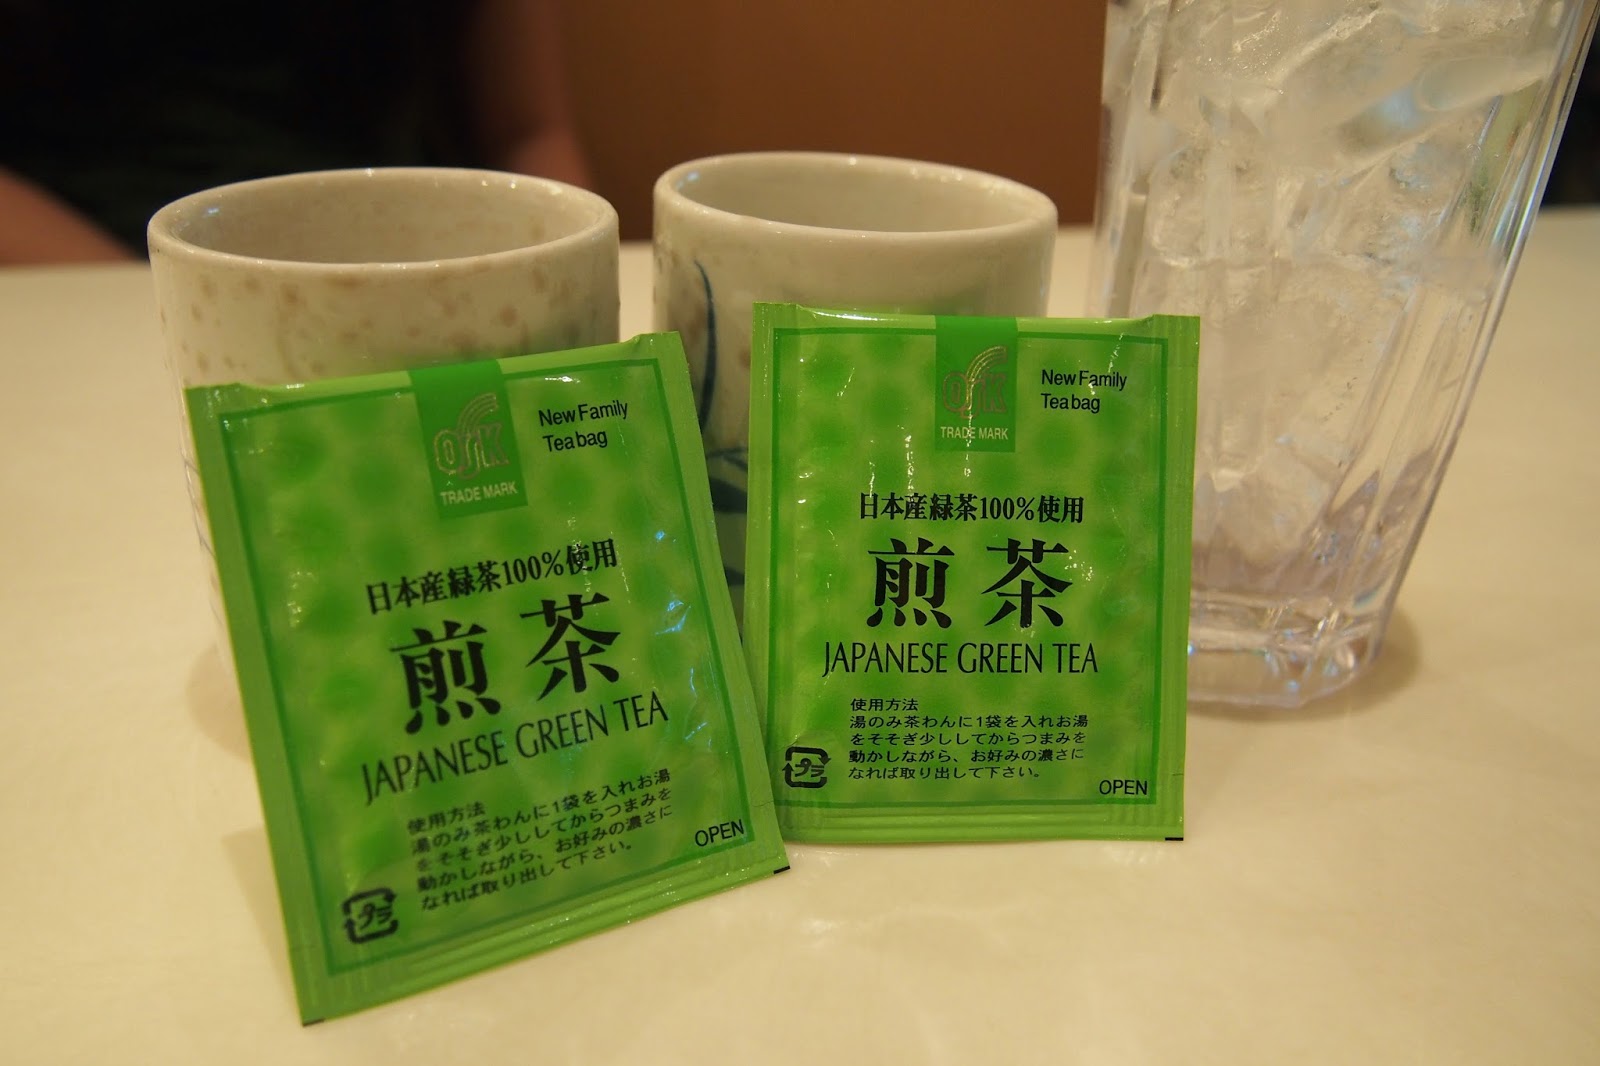 OSK
TRADE MARK
New Family
Tea bag
日本産緑茶100%使用
煎茶
JAPANESE GREEN TEA
使用方法
湯のみ茶わんに1袋を入れお湯
をそそぎ少ししてからつまみを
動かしながら、お好みの濃さに
なれば取り出して下さい。
プラ
OPEN
OSK
TRADE MARK
New Family
Tea bag
日本産緑茶100%使用
煎茶
JAPANESE GREEN TEA
使用方法
湯のみ茶わんに1袋を入れお湯
をそそぎ少ししてからつまみを
動かしながら、お好みの濃さに
なれば取り出して下さい。
プラ
OPEN